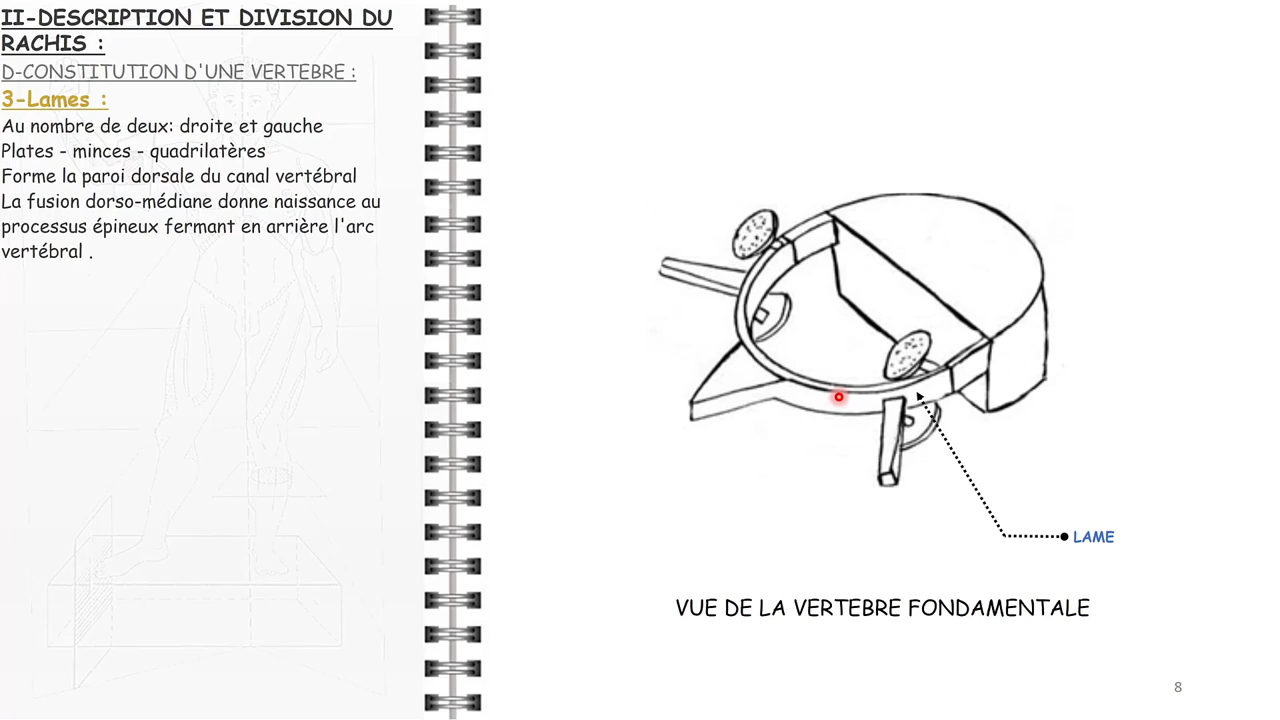 II-DESCRIPTION ET DIVISION DU
RACHIS :
D-CONSTITUTION D'UNE VERTEBRE :
3-Lames :
Au nombre de deux: droite et gauche
Plates - minces - quadrilatères
Forme la paroi dorsale du canal vertébral
La fusion dorso-médiane donne naissance au
processus épineux fermant en arrière l'arc
vertébral .
LAME
VUE DE LA VERTEBRE FONDAMENTALE
8